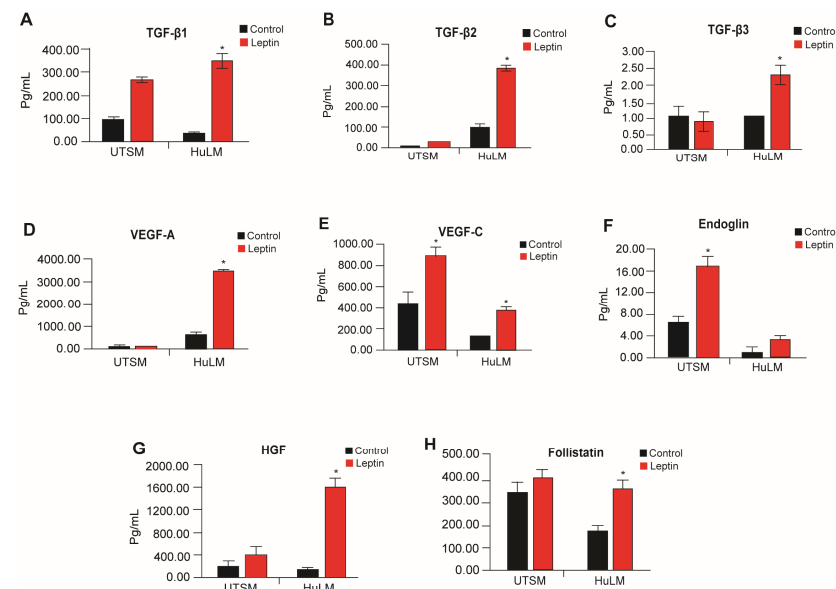 A
TGF-β1
Control
Leptin
Pg/mL
400.00
300.00
200.00
100.00
0.00
*
UTSM
HuLM
B
TGF-β2
Control
Leptin
Pg/mL
500.00
400.00
300.00
200.00
100.00
0.00
*
UTSM
HuLM
C
TGF-β3
Contro
Leptin
Pg/mL
3.00
2.50
2.00
1.50
1.00
0.50
0.00
*
UTSM
HuLM
D
VEGF-A
Control
Leptin
Pg/mL
4000.00
3000.00
2000.00
1000.00
0.00
*
UTSM
HuLM
E
VEGF-C
Control
Leptin
Pg/mL
1000.00
800.00
600.00
400.00
200.00
0.00
*
*
UTSM
HuLM
F
Endoglin
Contro
Leptin
Pg/mL
20.00
16.00
12.00
8.00
4.00
0.00
*
UTSM
HuLM
G
HGF
Control
Leptin
Pg/mL
2000.00
1600.00
1200.00
800.00
400.00
0.00
*
UTSM
HuLM
H
Follistatin
Control
Leptin
Pg/mL
500.00
400.00
300.00
200.00
100.00
0.00
*
UTSM
HuLM